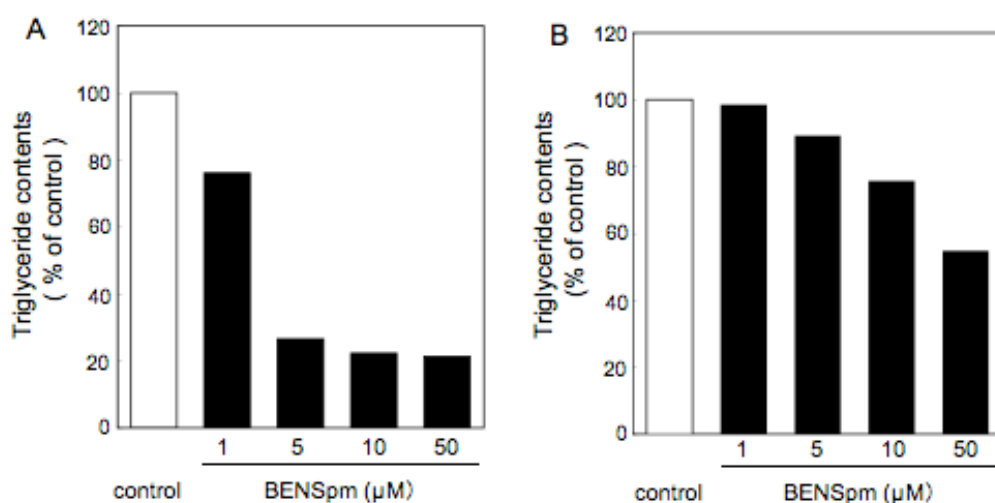 A
120
100
80
60
40
20
0
Triglyceride contents
( % of control )
1 5 10 50
control BENSpm (μM)
B
120
100
80
60
40
20
0
Triglyceride contents
(% of control)
1 5 10 50
control BENSpm (μM)